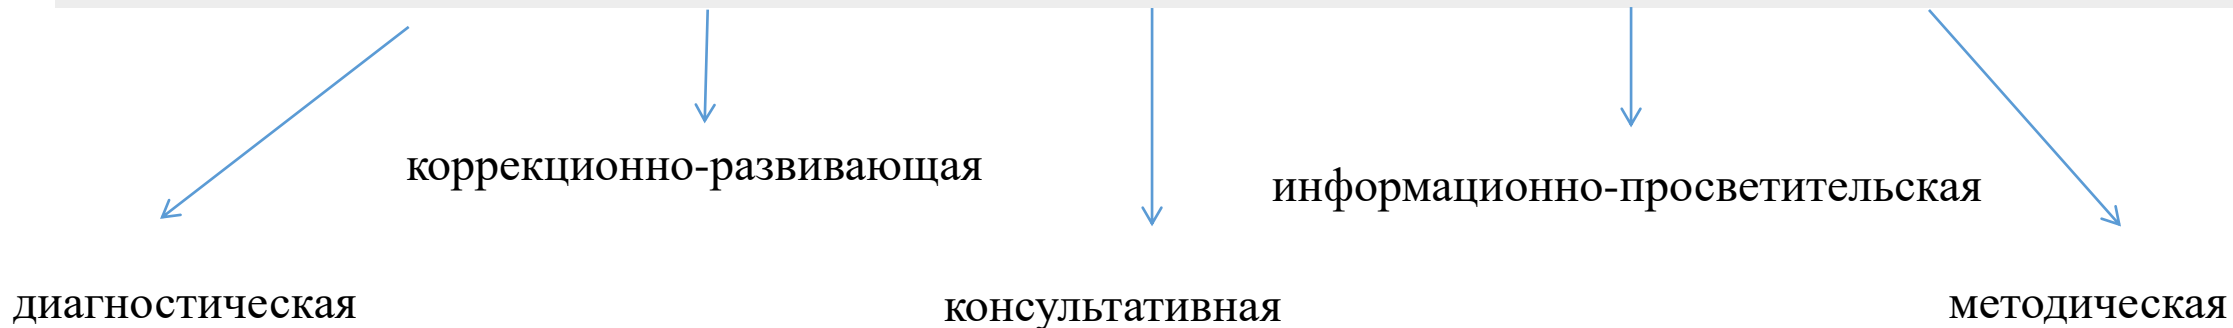 коррекционно-развивающая
информационно-просветительская
диагностическая
консультативная
методическая